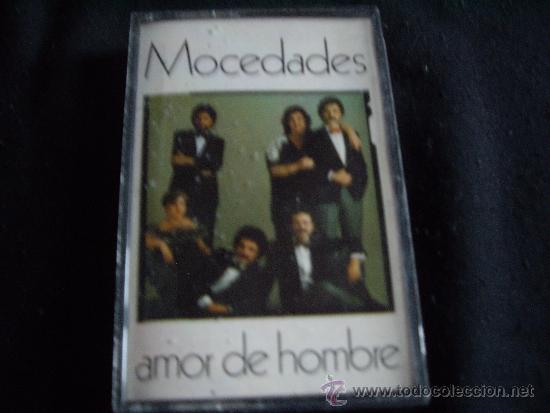 Mocedades
amor de hombre
www.todocoleccion.net